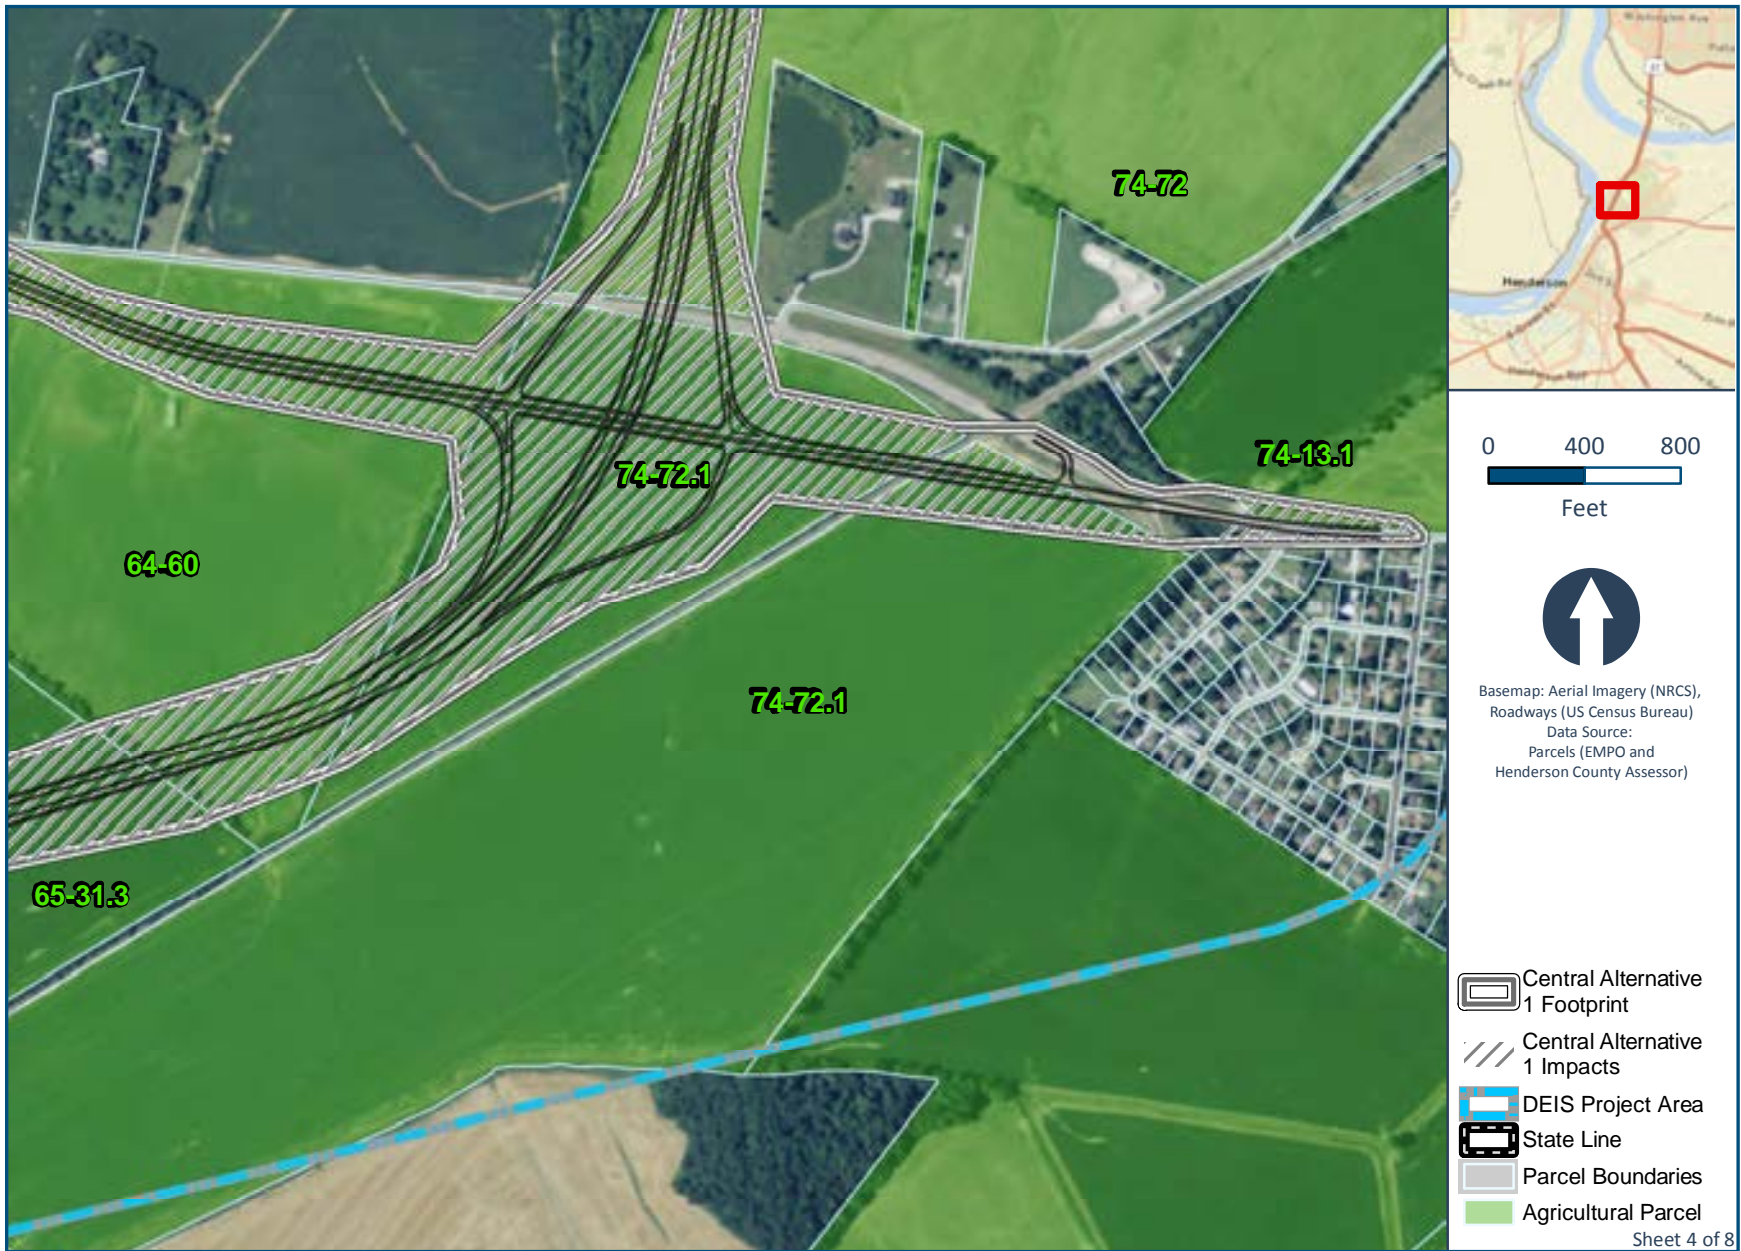 74-72
74-13.1
74-72.1
64-60
74-72.1
65-31.3
41
Henderson
0 400 800
Feet
Basemap: Aerial Imagery (NRCS),
Roadways (US Census Bureau)
Data Source:
Parcels (EMPO and
Henderson County Assessor)
Central Alternative
1 Footprint
Central Alternative
1 Impacts
DEIS Project Area
State Line
Parcel Boundaries
Agricultural Parcel
Sheet 4 of 8